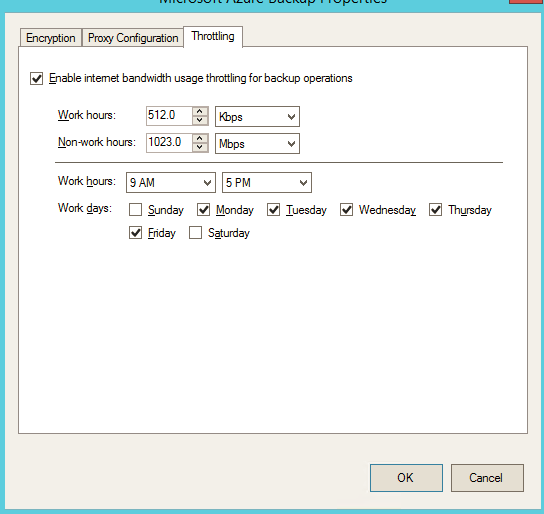 Microsoft Azure Backup Properties
Encryption Proxy Configuration Throttling
Enable internet bandwidth usage throttling for backup operations
Work hours: 512.0 Kbps
Non-work hours: 1023.0 Mbps
Work hours: 9 AM 5 PM
Work days: Sunday Monday Tuesday Wednesday Thursday
Friday Saturday
OK Cancel